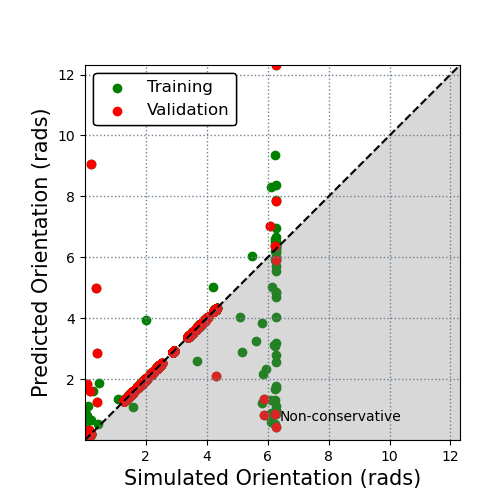 12
10
8
6
4
2
Predicted Orientation (rads)
Training
Validation
Non-conservative
2 4 6 8 10 12
Simulated Orientation (rads)